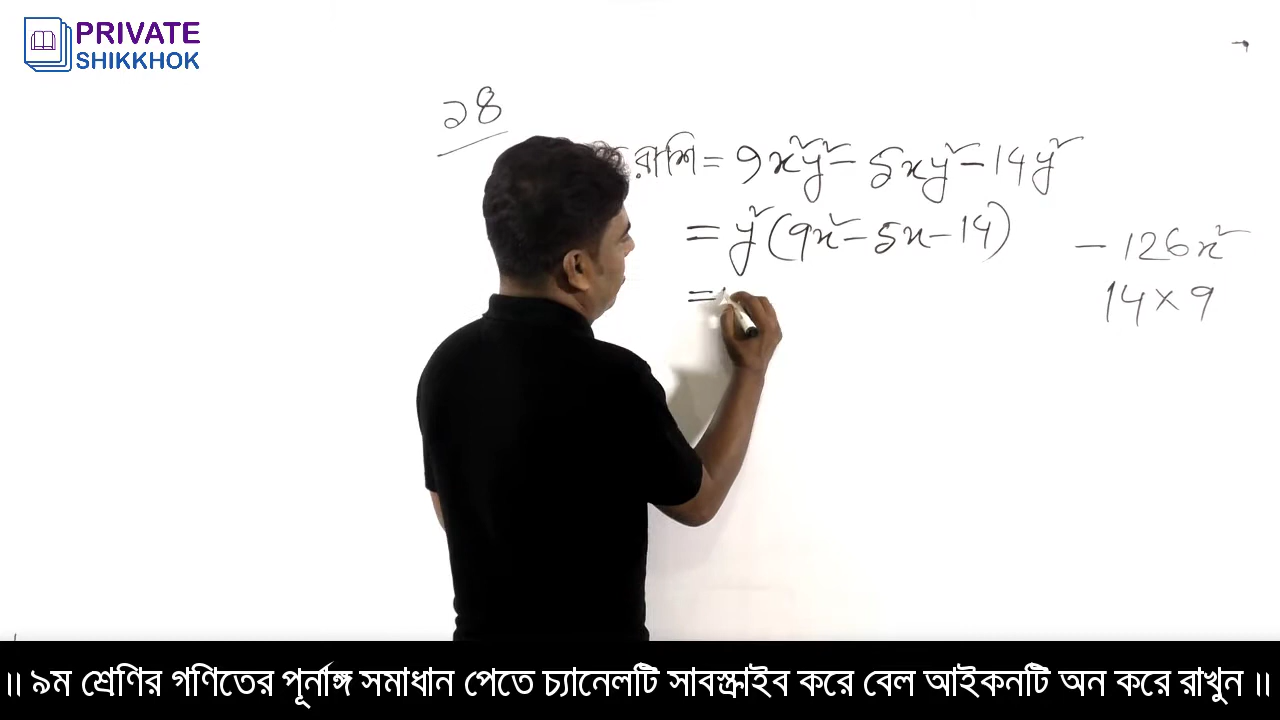 PRIVATE
SHIKKHOK
১৪
রাশি = 9x²y² - 5xy² - 14y²
= y² (9x² - 5x - 14)
- 126x²
14 × 9
=
॥ ৯ম শ্রেণির গণিতের পূর্নাঙ্গ সমাধান পেতে চ্যানেলটি সাবস্ক্রাইব করে বেল আইকনটি অন করে রাখুন ॥